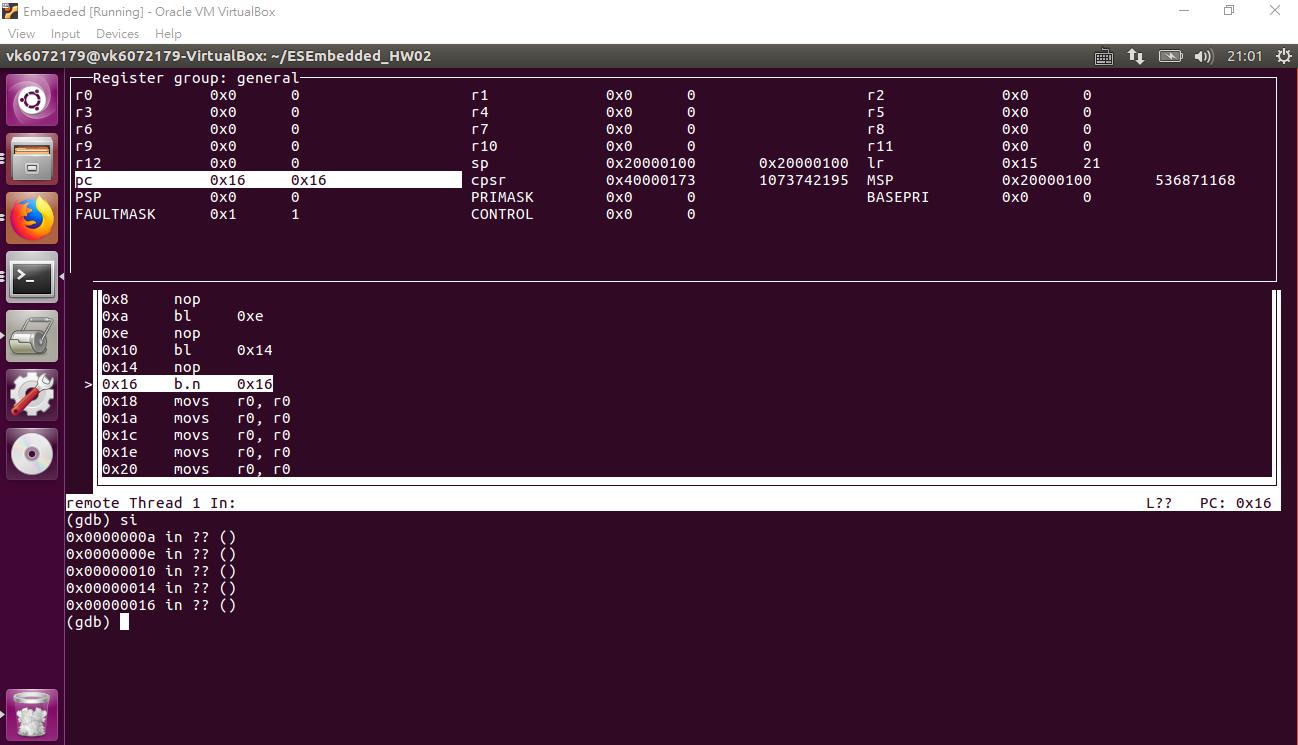 Embaeded [Running] - Oracle VM VirtualBox
View Input Devices Help
vk6072179@vk6072179-VirtualBox: ~/ESEmbedded_HW02 21:01
Register group: general
r0 0x0 0 r1 0x0 0 r2 0x0 0
r3 0x0 0 r4 0x0 0 r5 0x0 0
r6 0x0 0 r7 0x0 0 r8 0x0 0
r9 0x0 0 r10 0x0 0 r11 0x0 0
r12 0x0 0 sp 0x20000100 0x20000100 lr 0x15 21
pc 0x16 0x16 cpsr 0x40000173 1073742195 MSP 0x20000100 536871168
PSP 0x0 0 PRIMASK 0x0 0 BASEPRI 0x0 0
FAULTMASK 0x1 1 CONTROL 0x0 0
0x8 nop
0xa bl 0xe
0xe nop
0x10 bl 0x14
0x14 nop
>0x16 b.n 0x16
0x18 movs r0, r0
0x1a movs r0, r0
0x1c movs r0, r0
0x1e movs r0, r0
0x20 movs r0, r0
remote Thread 1 In: L?? PC: 0x16
(gdb) si
0x0000000a in ?? ()
0x0000000e in ?? ()
0x00000010 in ?? ()
0x00000014 in ?? ()
0x00000016 in ?? ()
(gdb)